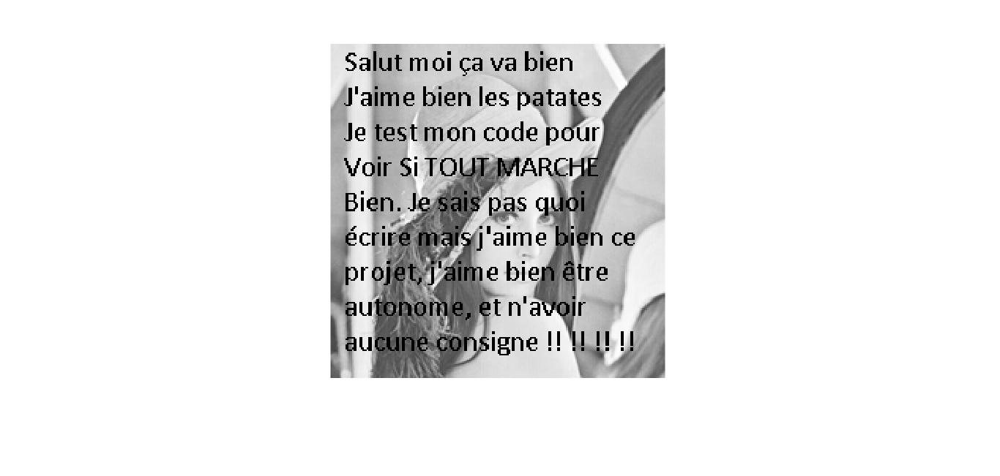 Salut moi ça va bien
J'aime bien les patates
Je test mon code pour
Voir Si TOUT MARCHE
Bien. Je sais pas quoi
écrire mais j'aime bien ce
projet, j'aime bien être
autonome, et n'avoir
aucune consigne !! !! !! !!